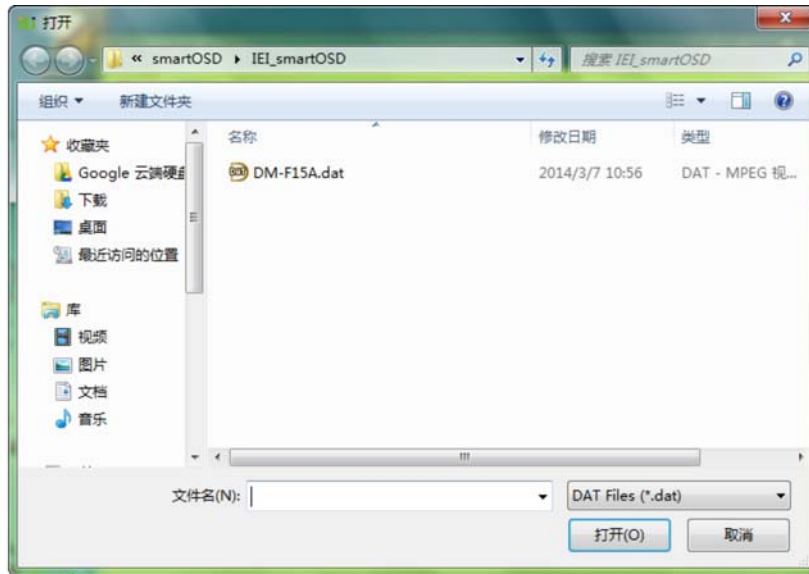 打开
« smartOSD ▸ IEI_smartOSD
搜索 IEI_smartOSD
组织 ▼ 新建文件夹
收藏夹
Google 云端硬盘
下载
桌面
最近访问的位置
库
视频
图片
文档
音乐
名称 修改日期 类型
DM-F15A.dat 2014/3/7 10:56 DAT - MPEG 视...
文件名(N): DAT Files (*.dat)
打开(O) 取消